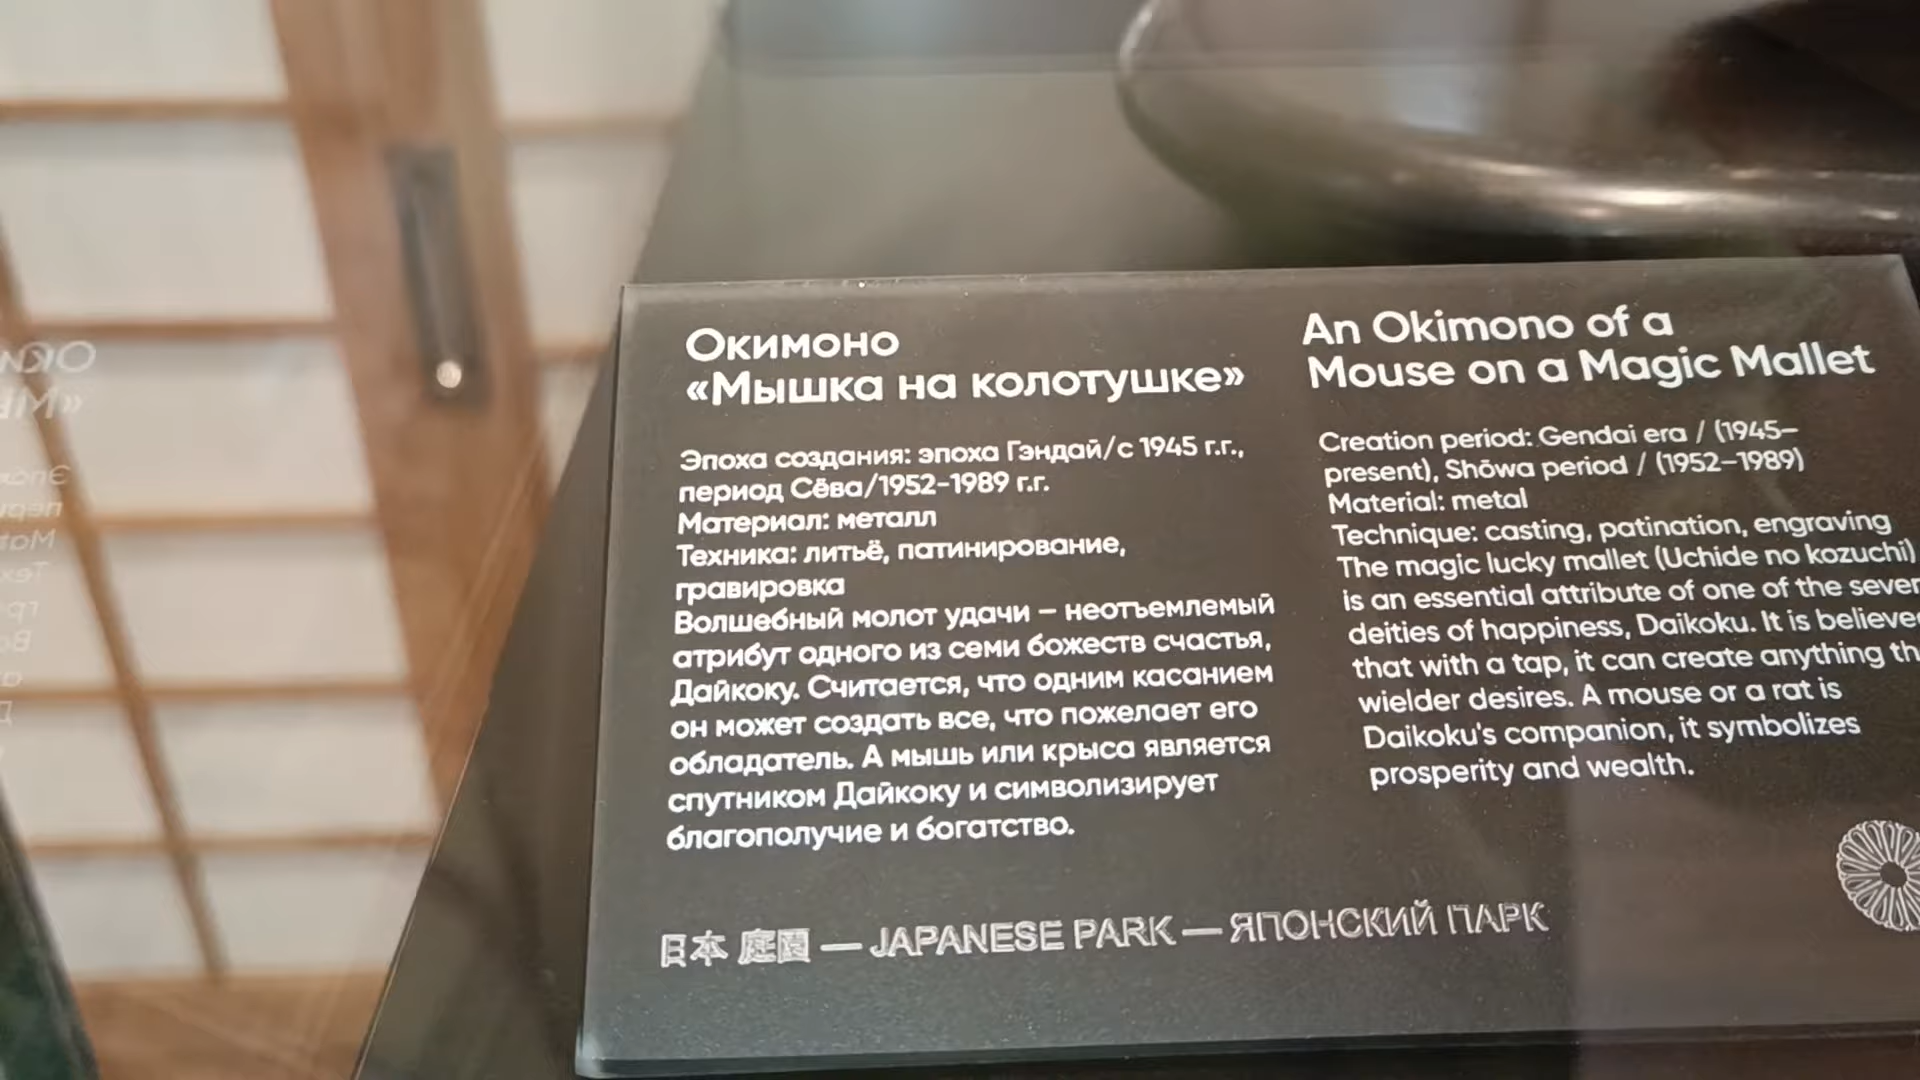 Окимоно
«Мышка на колотушке»
Эпоха создания: эпоха Гэндай/с 1945 г.г.,
период Сёва/1952-1989 г.г.
Материал: металл
Техника: литьё, патинирование,
гравировка
Волшебный молот удачи – неотъемлемый
атрибут одного из семи божеств счастья,
Дайкоку. Считается, что одним касанием
он может создать все, что пожелает его
обладатель. А мышь или крыса является
спутником Дайкоку и символизирует
благополучие и богатство.
An Okimono of a
Mouse on a Magic Mallet
Creation period: Gendai era / (1945–
present), Shōwa period / (1952–1989)
Material: metal
Technique: casting, patination, engraving
The magic lucky mallet (Uchide no kozuchi)
is an essential attribute of one of the seven
deities of happiness, Daikoku. It is believed
that with a tap, it can create anything
wielder desires. A mouse or a rat is
Daikoku's companion, it symbolizes
prosperity and wealth.
日本 庭園 — JAPANESE PARK — ЯПОНСКИЙ ПАРК